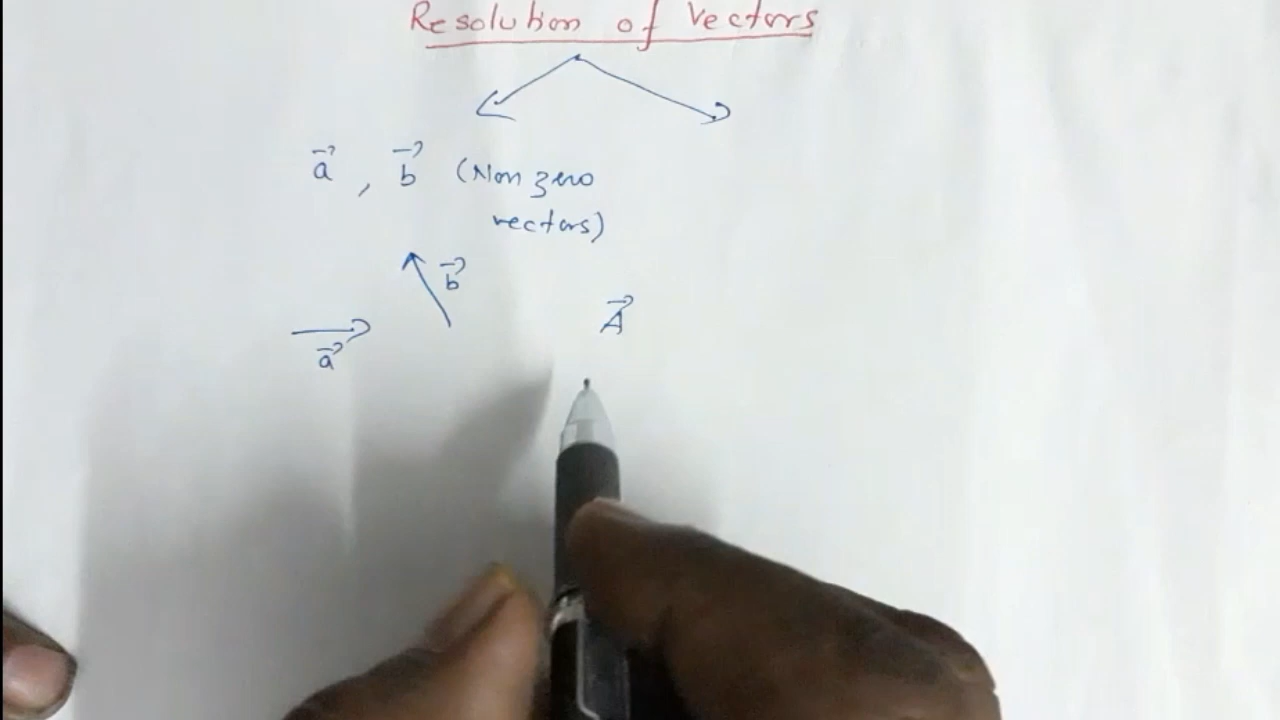 Resolution of Vectors
a⃗ , b⃗ (Non zero
vectors)
b⃗
A⃗
a⃗